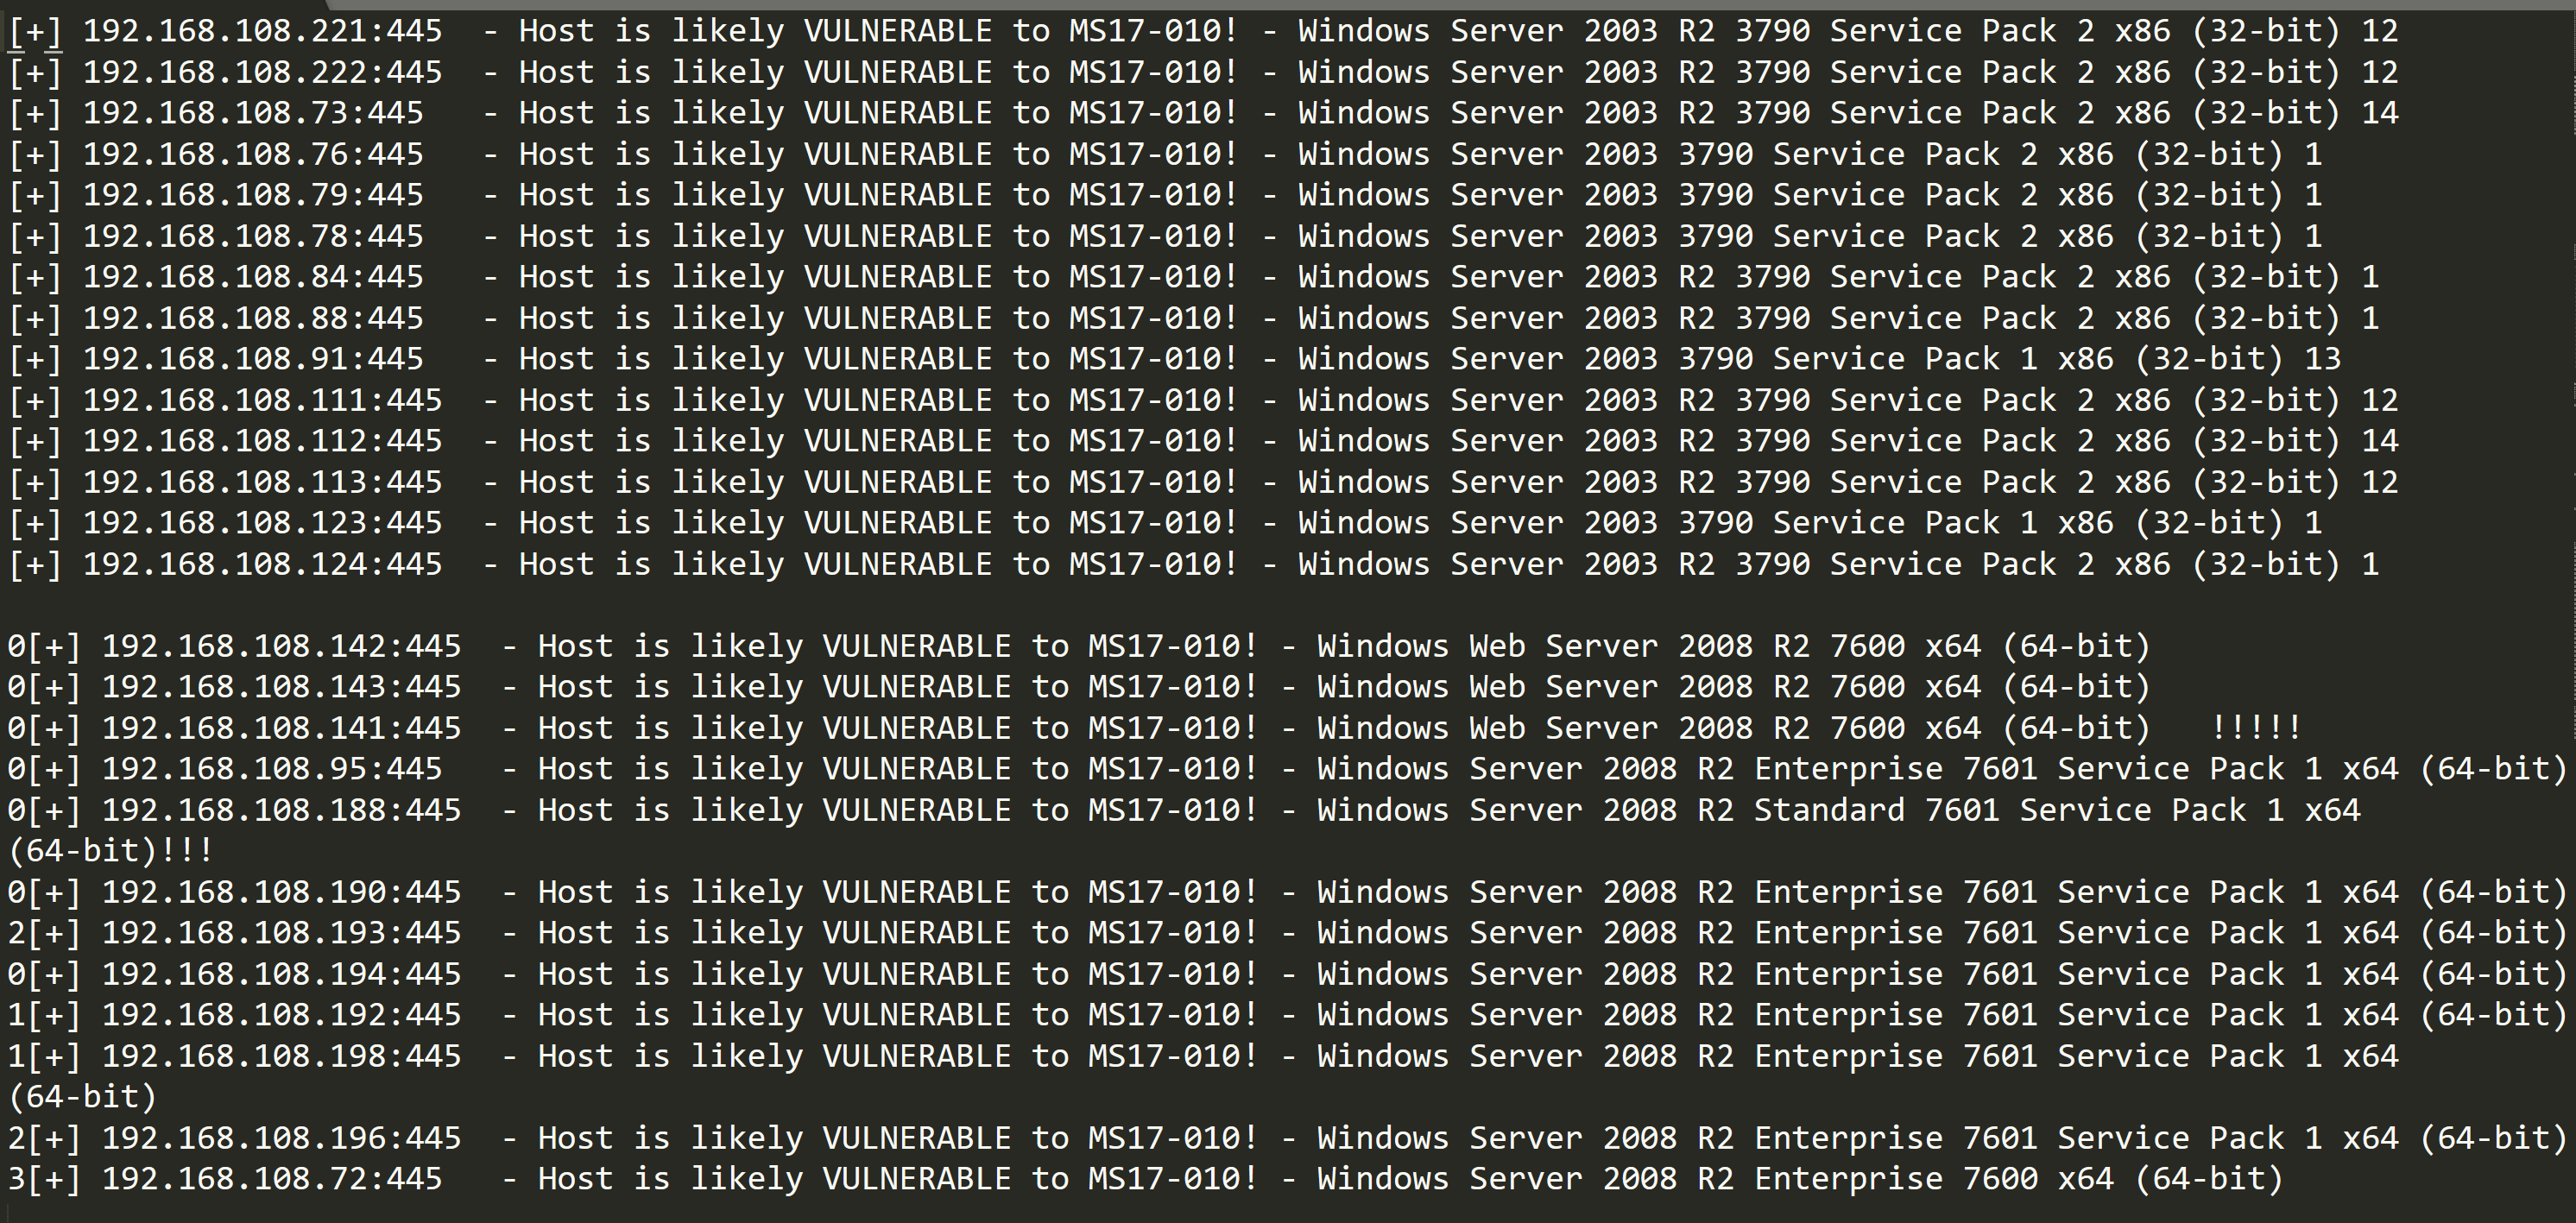 [+] 192.168.108.221:445  - Host is likely VULNERABLE to MS17-010! - Windows Server 2003 R2 3790 Service Pack 2 x86 (32-bit) 12
[+] 192.168.108.222:445  - Host is likely VULNERABLE to MS17-010! - Windows Server 2003 R2 3790 Service Pack 2 x86 (32-bit) 12
[+] 192.168.108.73:445   - Host is likely VULNERABLE to MS17-010! - Windows Server 2003 R2 3790 Service Pack 2 x86 (32-bit) 14
[+] 192.168.108.76:445   - Host is likely VULNERABLE to MS17-010! - Windows Server 2003 3790 Service Pack 2 x86 (32-bit) 1
[+] 192.168.108.79:445   - Host is likely VULNERABLE to MS17-010! - Windows Server 2003 3790 Service Pack 2 x86 (32-bit) 1
[+] 192.168.108.78:445   - Host is likely VULNERABLE to MS17-010! - Windows Server 2003 3790 Service Pack 2 x86 (32-bit) 1
[+] 192.168.108.84:445   - Host is likely VULNERABLE to MS17-010! - Windows Server 2003 R2 3790 Service Pack 2 x86 (32-bit) 1
[+] 192.168.108.88:445   - Host is likely VULNERABLE to MS17-010! - Windows Server 2003 R2 3790 Service Pack 2 x86 (32-bit) 1
[+] 192.168.108.91:445   - Host is likely VULNERABLE to MS17-010! - Windows Server 2003 3790 Service Pack 1 x86 (32-bit) 13
[+] 192.168.108.111:445  - Host is likely VULNERABLE to MS17-010! - Windows Server 2003 R2 3790 Service Pack 2 x86 (32-bit) 12
[+] 192.168.108.112:445  - Host is likely VULNERABLE to MS17-010! - Windows Server 2003 R2 3790 Service Pack 2 x86 (32-bit) 14
[+] 192.168.108.113:445  - Host is likely VULNERABLE to MS17-010! - Windows Server 2003 R2 3790 Service Pack 2 x86 (32-bit) 12
[+] 192.168.108.123:445  - Host is likely VULNERABLE to MS17-010! - Windows Server 2003 3790 Service Pack 1 x86 (32-bit) 1
[+] 192.168.108.124:445  - Host is likely VULNERABLE to MS17-010! - Windows Server 2003 R2 3790 Service Pack 2 x86 (32-bit) 1
0[+] 192.168.108.142:445  - Host is likely VULNERABLE to MS17-010! - Windows Web Server 2008 R2 7600 x64 (64-bit)
0[+] 192.168.108.143:445  - Host is likely VULNERABLE to MS17-010! - Windows Web Server 2008 R2 7600 x64 (64-bit)
0[+] 192.168.108.141:445  - Host is likely VULNERABLE to MS17-010! - Windows Web Server 2008 R2 7600 x64 (64-bit)   !!!!!
0[+] 192.168.108.95:445   - Host is likely VULNERABLE to MS17-010! - Windows Server 2008 R2 Enterprise 7601 Service Pack 1 x64 (64-bit)
0[+] 192.168.108.188:445  - Host is likely VULNERABLE to MS17-010! - Windows Server 2008 R2 Standard 7601 Service Pack 1 x64
(64-bit)!!!
0[+] 192.168.108.190:445  - Host is likely VULNERABLE to MS17-010! - Windows Server 2008 R2 Enterprise 7601 Service Pack 1 x64 (64-bit)
2[+] 192.168.108.193:445  - Host is likely VULNERABLE to MS17-010! - Windows Server 2008 R2 Enterprise 7601 Service Pack 1 x64 (64-bit)
0[+] 192.168.108.194:445  - Host is likely VULNERABLE to MS17-010! - Windows Server 2008 R2 Enterprise 7601 Service Pack 1 x64 (64-bit)
1[+] 192.168.108.192:445  - Host is likely VULNERABLE to MS17-010! - Windows Server 2008 R2 Enterprise 7601 Service Pack 1 x64 (64-bit)
1[+] 192.168.108.198:445  - Host is likely VULNERABLE to MS17-010! - Windows Server 2008 R2 Enterprise 7601 Service Pack 1 x64
(64-bit)
2[+] 192.168.108.196:445  - Host is likely VULNERABLE to MS17-010! - Windows Server 2008 R2 Enterprise 7601 Service Pack 1 x64 (64-bit)
3[+] 192.168.108.72:445   - Host is likely VULNERABLE to MS17-010! - Windows Server 2008 R2 Enterprise 7600 x64 (64-bit)